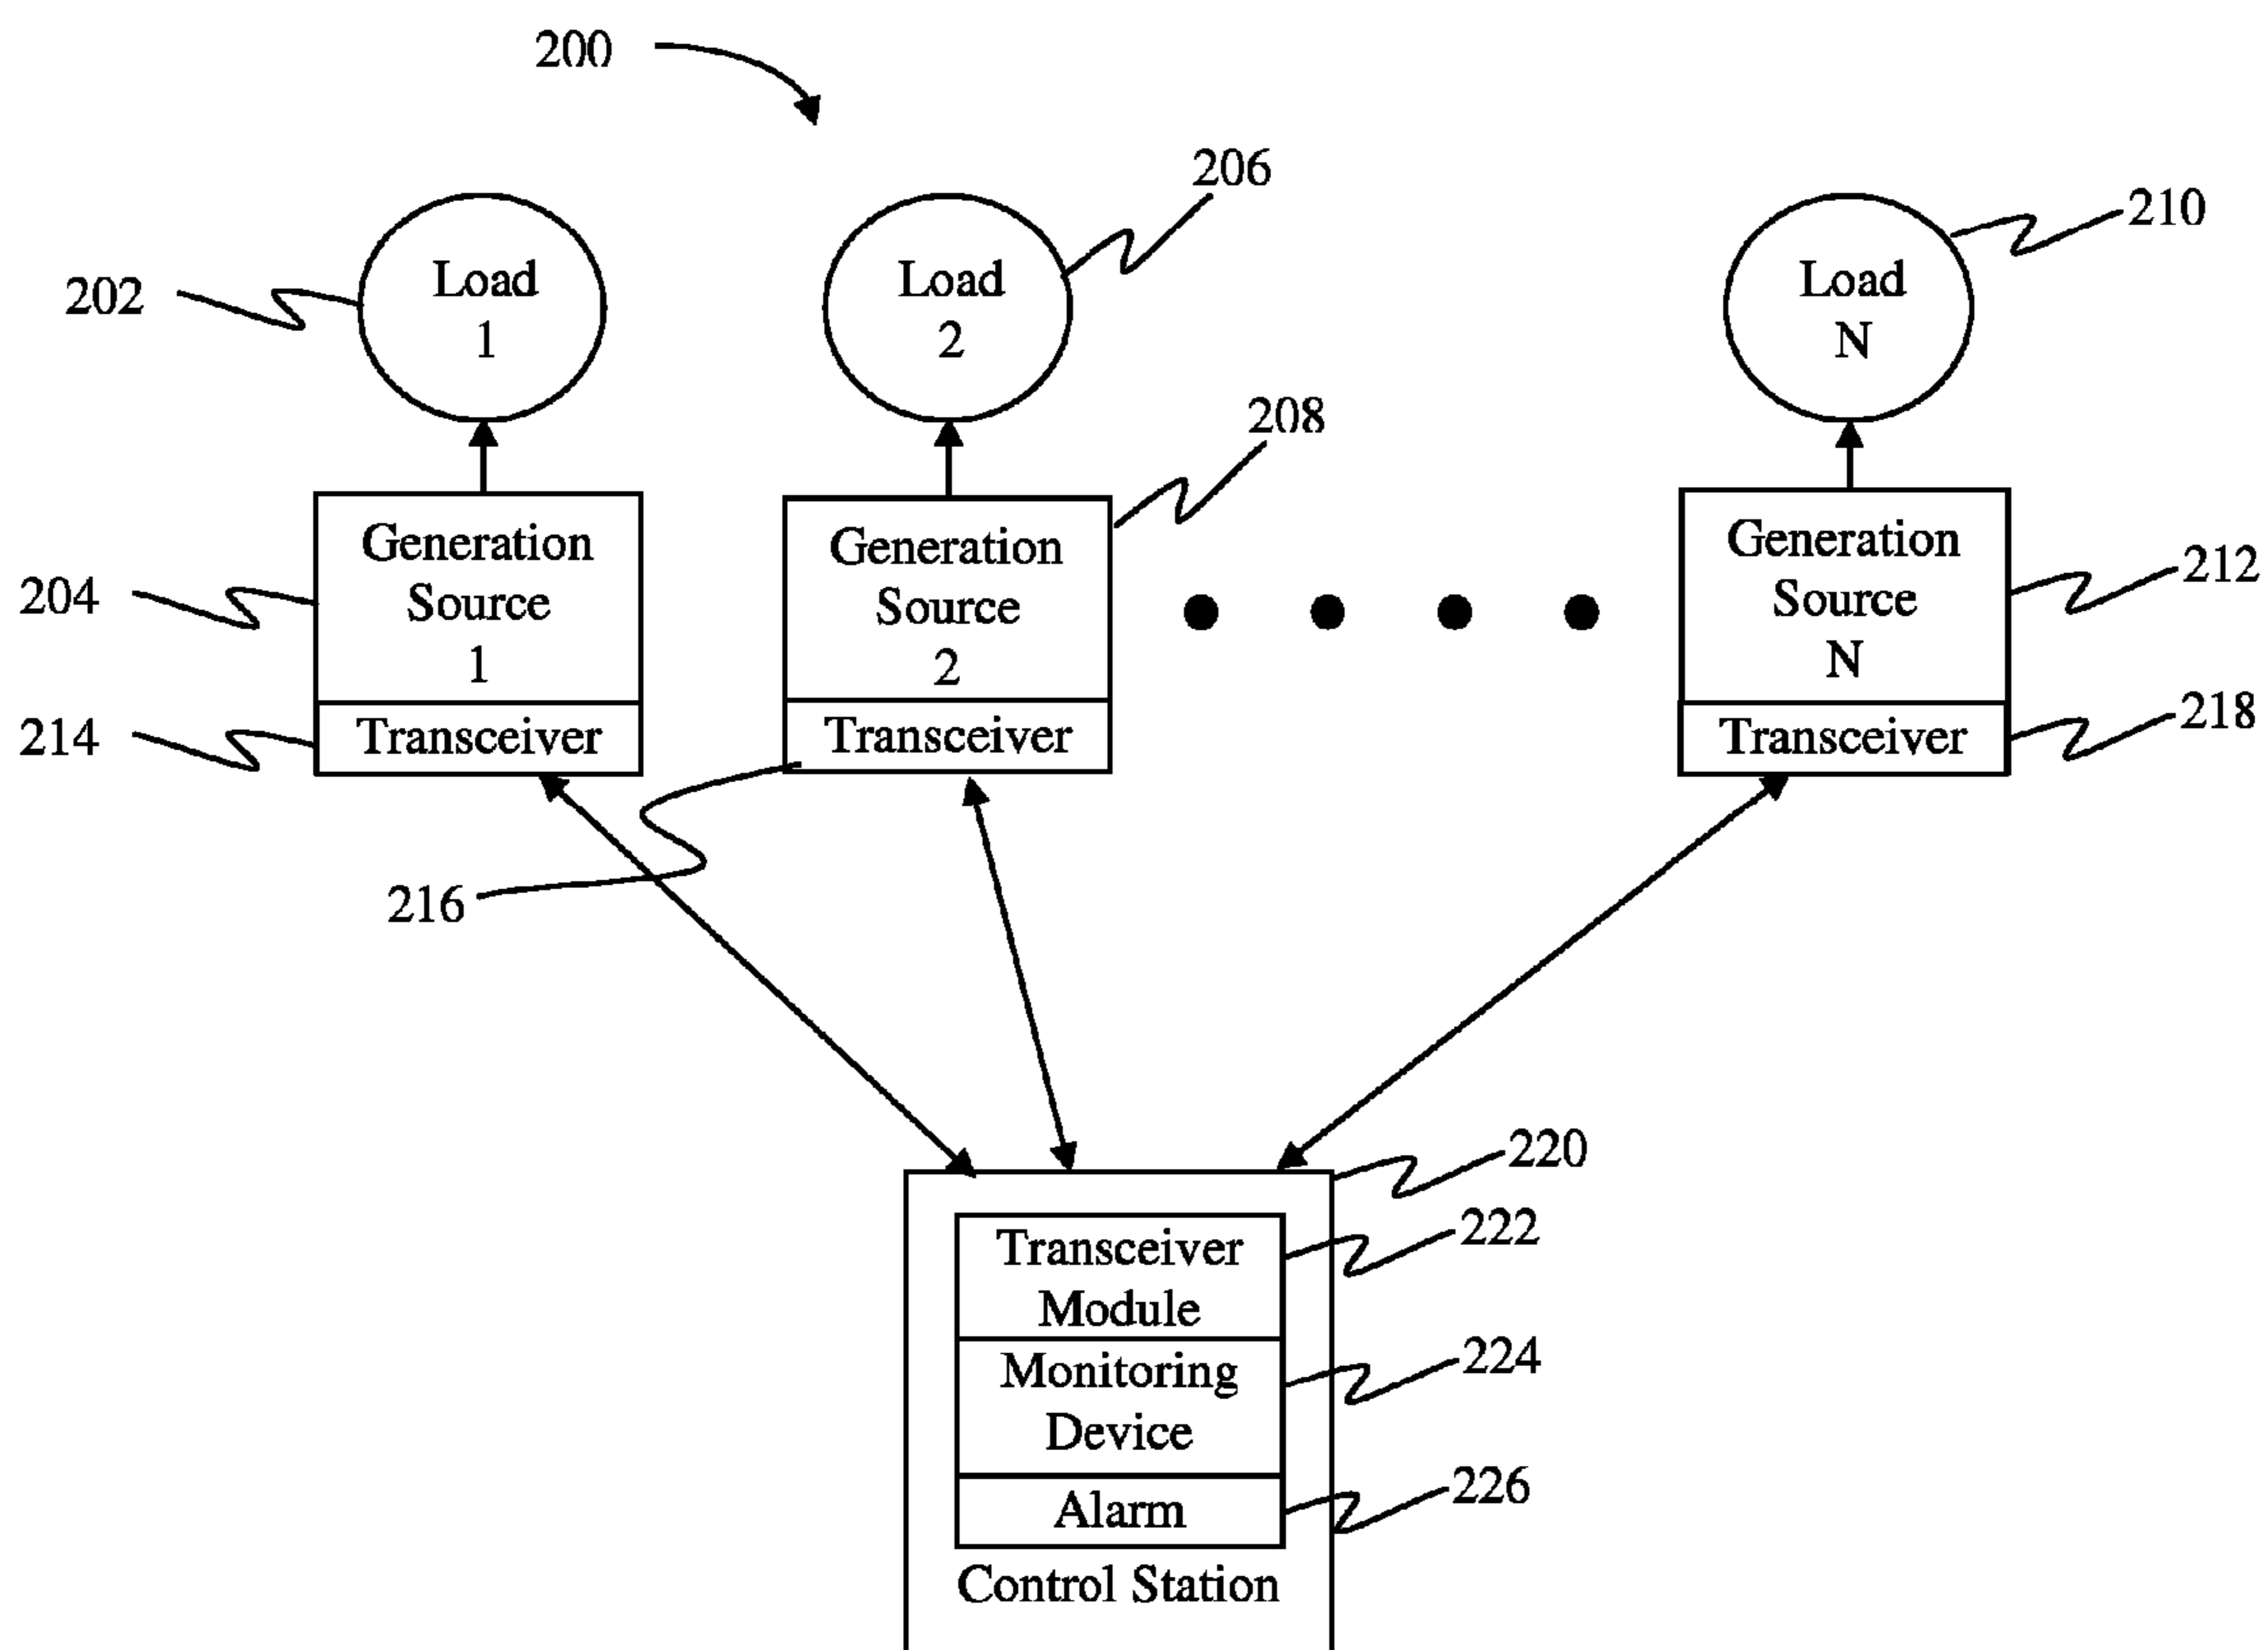 200
206
210
Load
1
Load
2
Load
N
202
208
Generation
Source
1
Generation
Source
2
Generation
Source
N
204
212
214
Transceiver
Transceiver
Transceiver
218
216
220
Transceiver
Module
222
Monitoring
Device
224
Alarm
226
Control Station